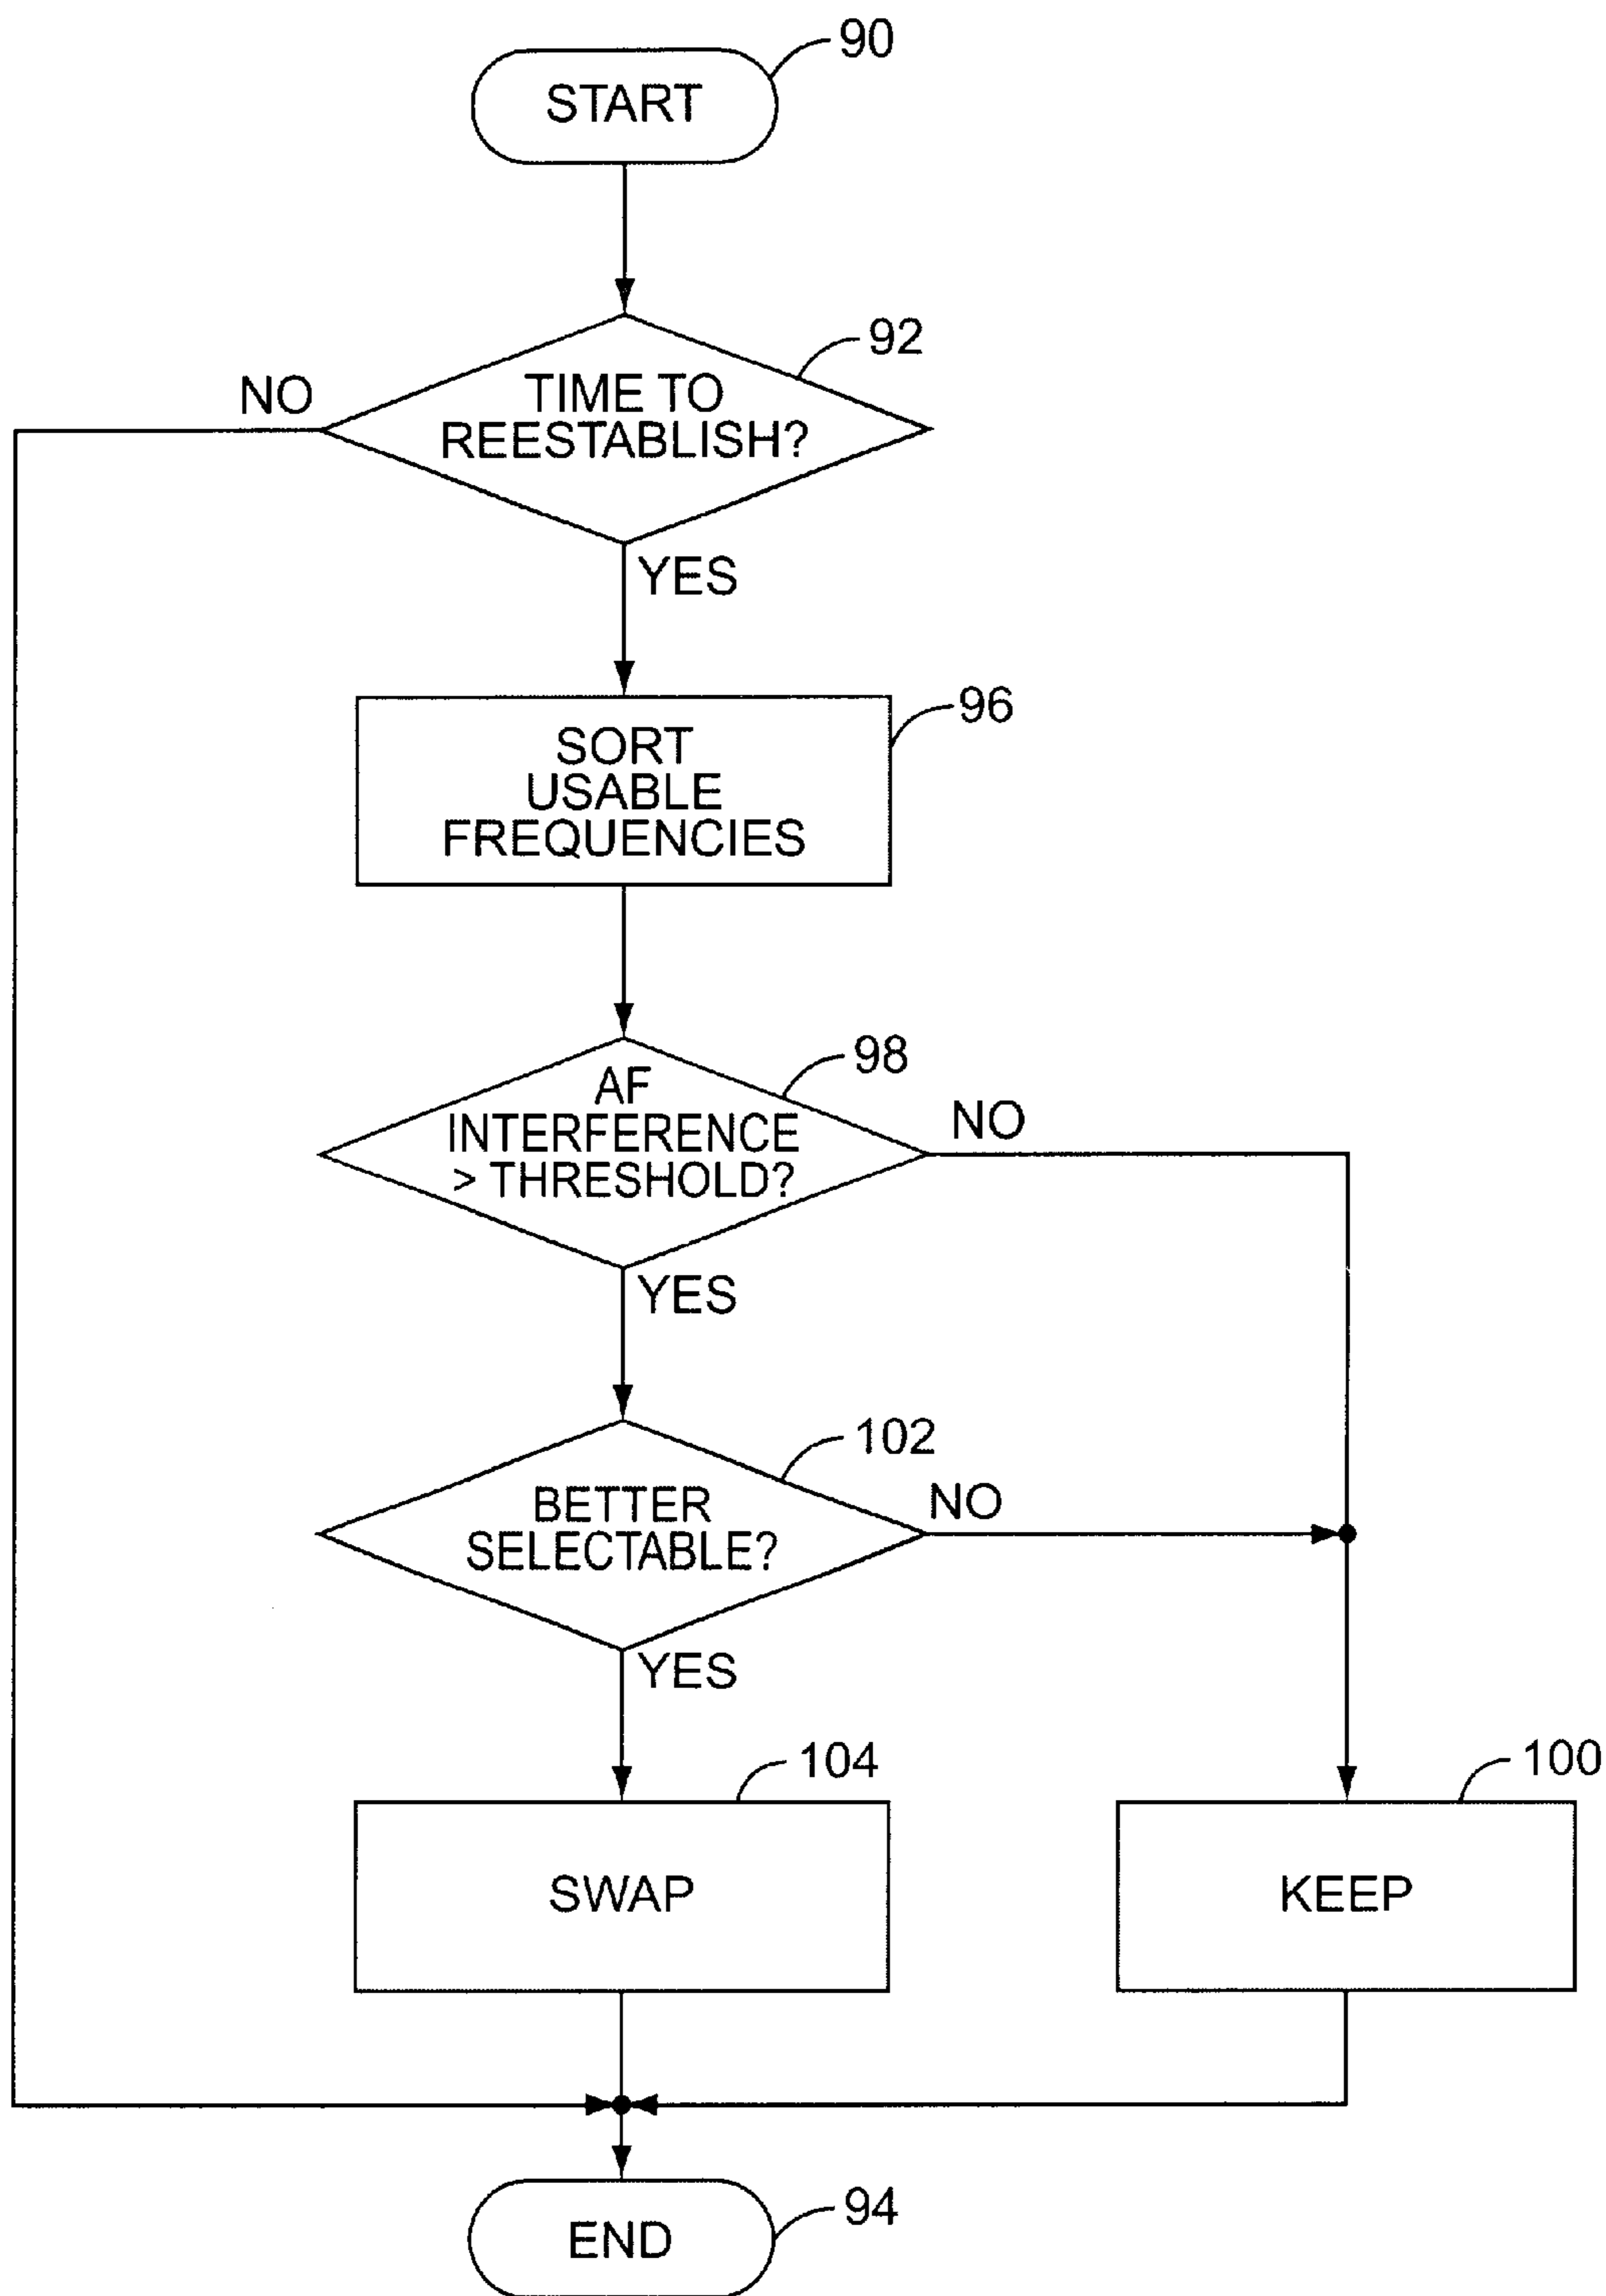 90
START
92
NO
TIME TO
REESTABLISH?
YES
96
SORT
USABLE
FREQUENCIES
98
AF
INTERFERENCE
> THRESHOLD?
NO
YES
102
BETTER
SELECTABLE?
NO
YES
104
100
SWAP
KEEP
94
END